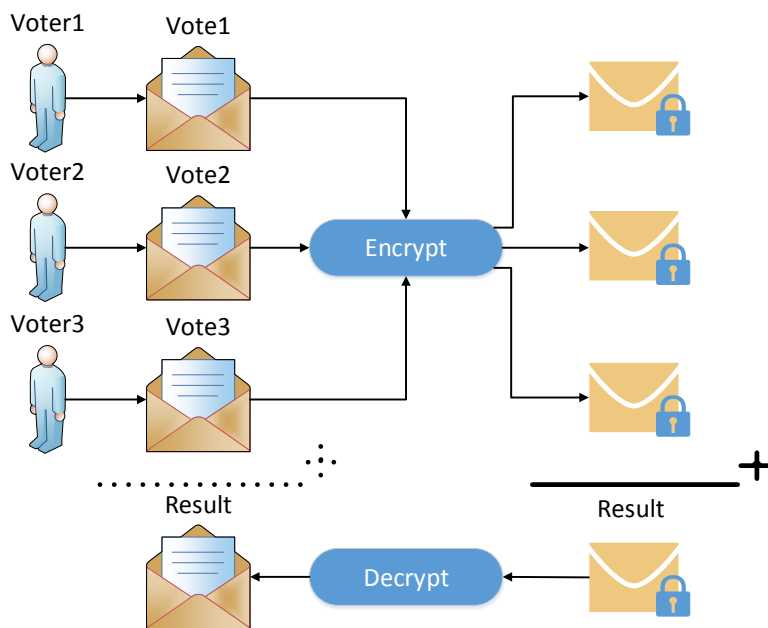 Voter1
Vote1
Voter2
Vote2
Encrypt
Voter3
Vote3
Result
Result
Decrypt